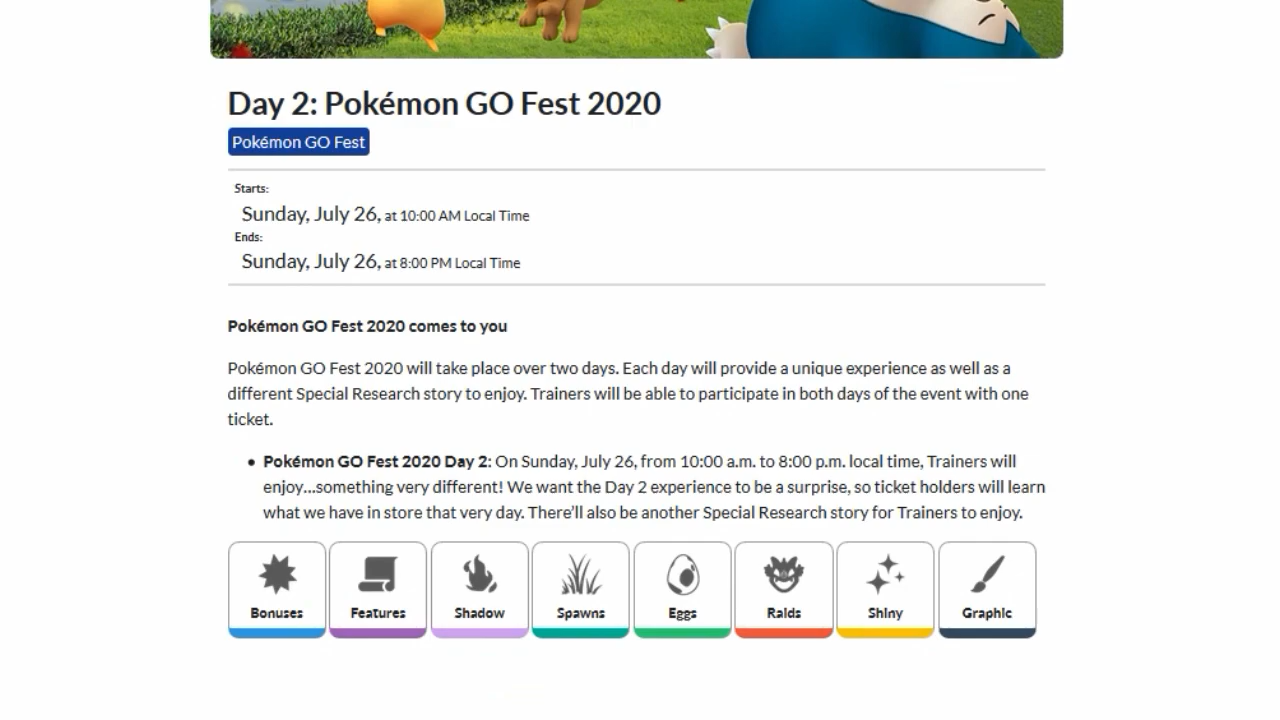 Day 2: Pokémon GO Fest 2020
Pokémon GO Fest
Starts:
Sunday, July 26, at 10:00 AM Local Time
Ends:
Sunday, July 26, at 8:00 PM Local Time
Pokémon GO Fest 2020 comes to you
Pokémon GO Fest 2020 will take place over two days. Each day will provide a unique experience as well as a
different Special Research story to enjoy. Trainers will be able to participate in both days of the event with one
ticket.
• Pokémon GO Fest 2020 Day 2: On Sunday, July 26, from 10:00 a.m. to 8:00 p.m. local time, Trainers will
enjoy...something very different! We want the Day 2 experience to be a surprise, so ticket holders will learn
what we have in store that very day. There’ll also be another Special Research story for Trainers to enjoy.
Bonuses Features Shadow Spawns Eggs Raids Shiny Graphic